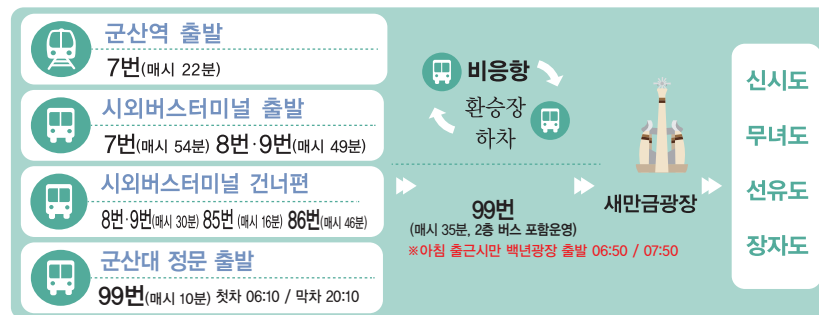 군산역 출발
7번(매시 22분)
시외버스터미널 출발
7번(매시 54분) 8번·9번(매시 49분)
시외버스터미널 건너편
8번·9번(매시 30분) 85번 (매시 16분) 86번(매시 46분)
군산대 정문 출발
99번(매시 10분) 첫차 06:10 / 막차 20:10
비응항
환승장
하차
99번
(매시 35분, 2층 버스 포함운영)
※아침 출근시만 백년광장 출발 06:50 / 07:50
새만금광장
신시도
무녀도
선유도
장자도